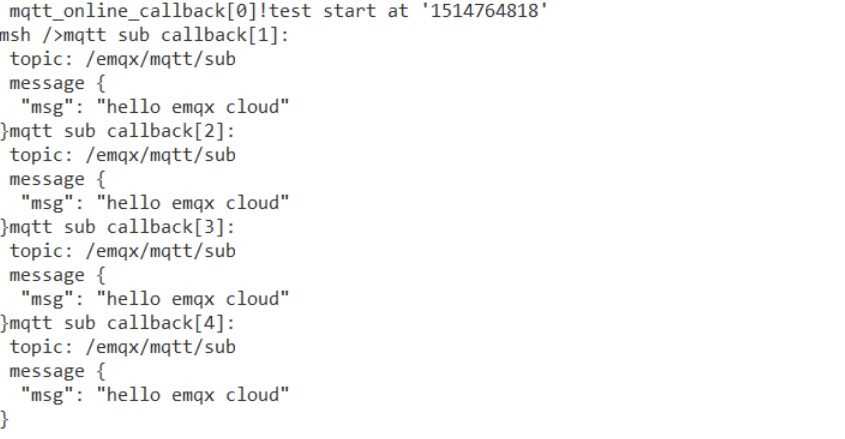 mqtt_online_callback[0]!test start at '1514764818'
msh />mqtt sub callback[1]:
 topic: /emqx/mqtt/sub
 message {
  "msg": "hello emqx cloud"
}mqtt sub callback[2]:
 topic: /emqx/mqtt/sub
 message {
  "msg": "hello emqx cloud"
}mqtt sub callback[3]:
 topic: /emqx/mqtt/sub
 message {
  "msg": "hello emqx cloud"
}mqtt sub callback[4]:
 topic: /emqx/mqtt/sub
 message {
  "msg": "hello emqx cloud"
}